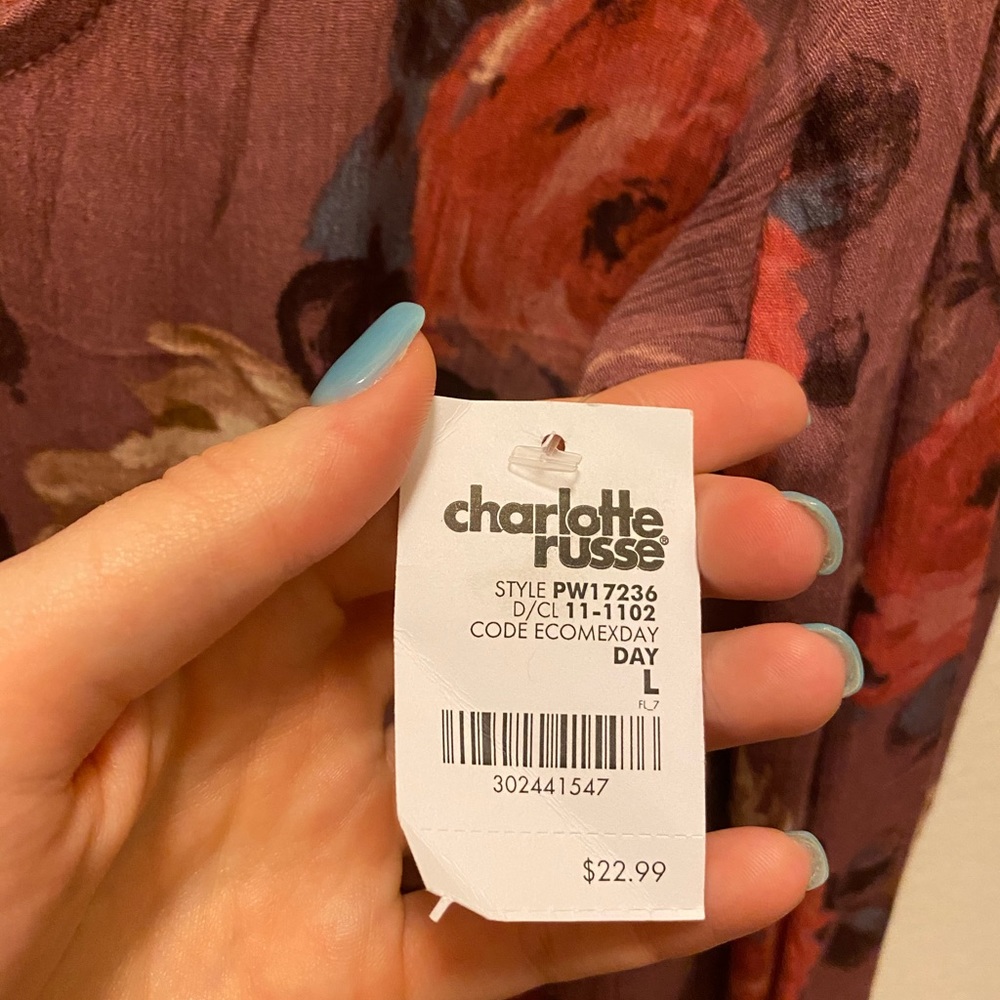 charlotte
russe®
STYLE PW17236
D/CL 11-1102
CODE ECOMEXDAY
DAY
L
FL_7
302441547
$22.99